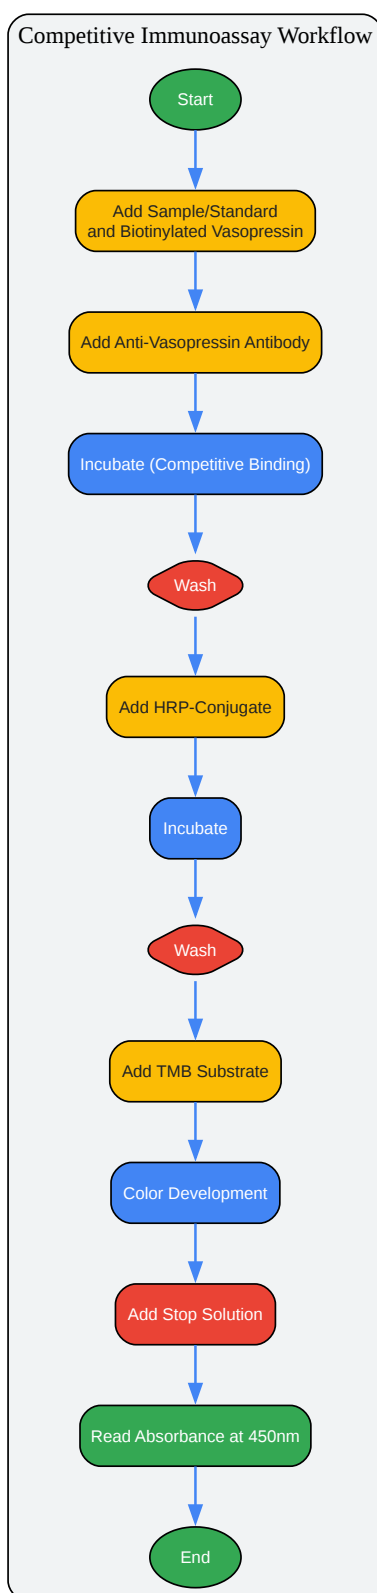 Competitive Immunoassay Workflow
Start
Add Sample/Standard
and Biotinylated Vasopressin
Add Anti-Vasopressin Antibody
Incubate (Competitive Binding)
Wash
Add HRP-Conjugate
Incubate
Wash
Add TMB Substrate
Color Development
Add Stop Solution
Read Absorbance at 450nm
End